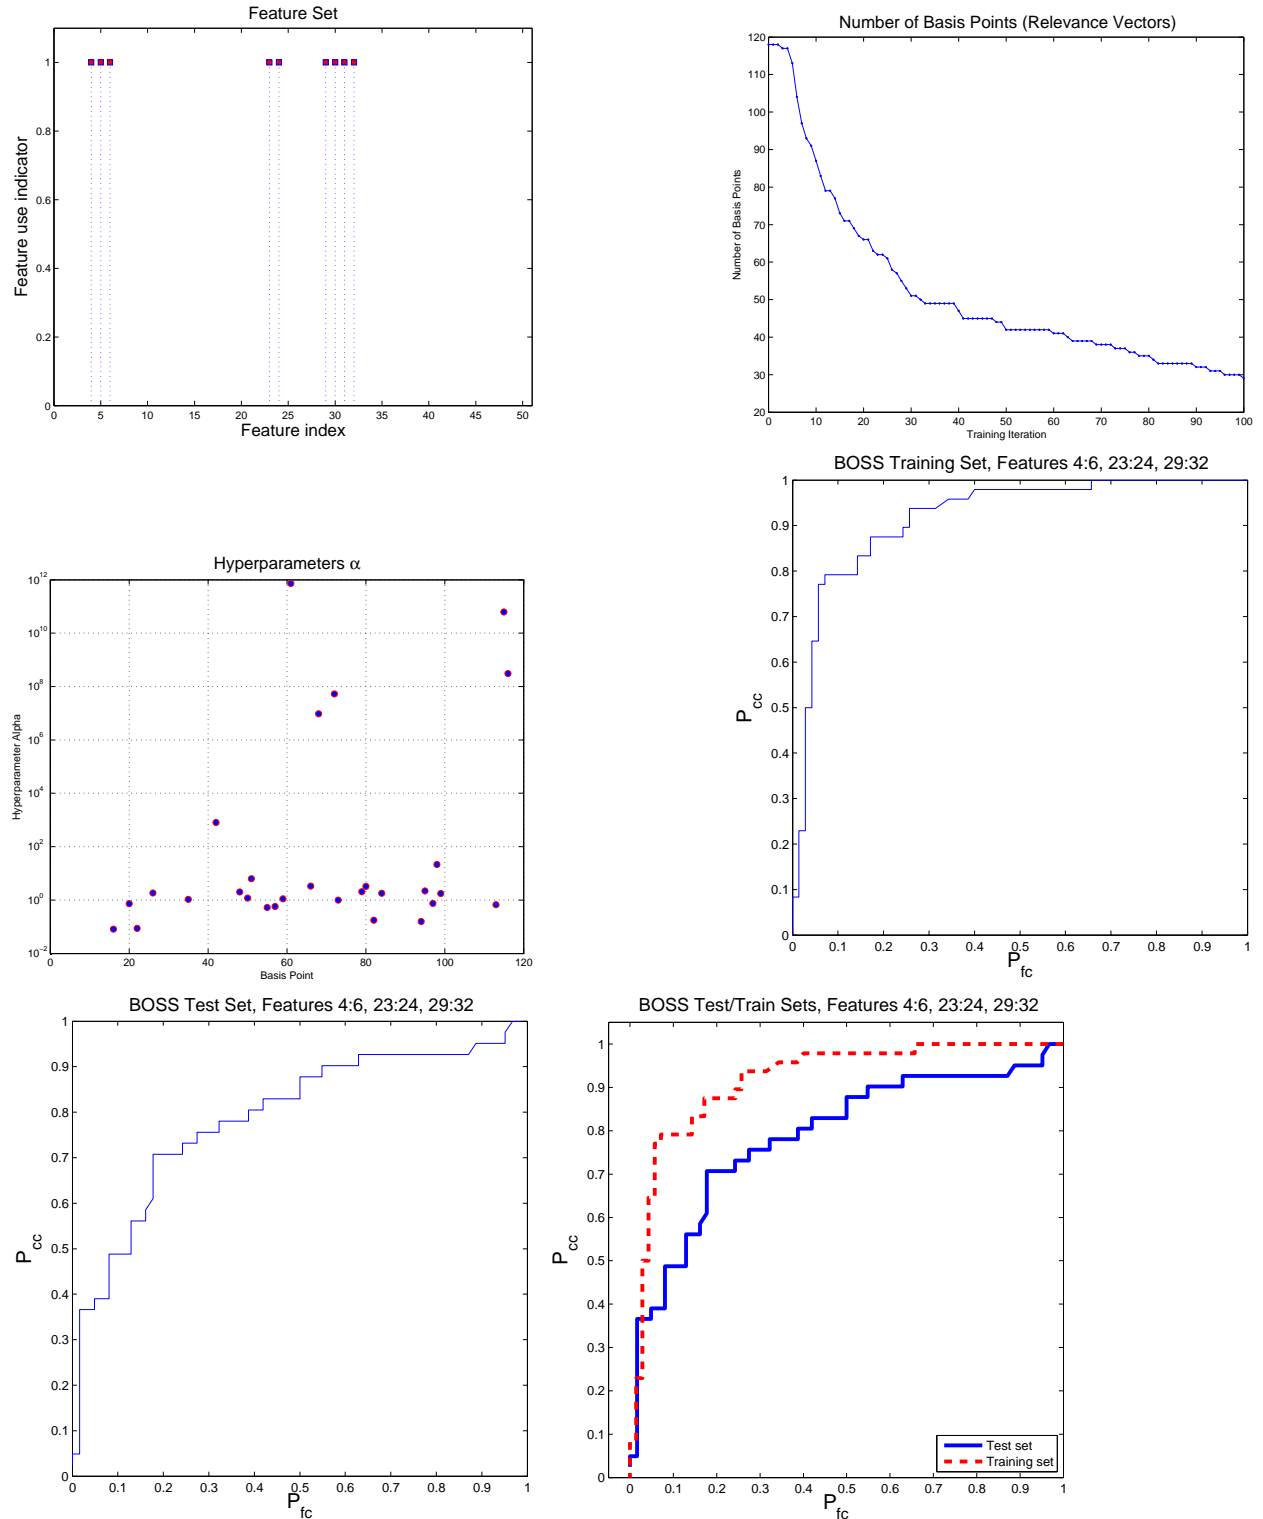 Feature Set
Feature use indicator
1
0.8
0.6
0.4
0.2
0
0 5 10 15 20 25 30 35 40 45 50
Feature index
Number of Basis Points (Relevance Vectors)
Number of Basis Points
120
110
100
90
80
70
60
50
40
30
20
0 10 20 30 40 50 60 70 80 90 100
Training Iteration
Hyperparameters α
Hyperparameter Alpha
10^12
10^10
10^8
10^6
10^4
10^2
10^0
10^−2
0 20 40 60 80 100 120
Basis Point
BOSS Training Set, Features 4:6, 23:24, 29:32
P_cc
1
0.9
0.8
0.7
0.6
0.5
0.4
0.3
0.2
0.1
0
0 0.1 0.2 0.3 0.4 0.5 0.6 0.7 0.8 0.9 1
P_fc
BOSS Test Set, Features 4:6, 23:24, 29:32
P_cc
1
0.9
0.8
0.7
0.6
0.5
0.4
0.3
0.2
0.1
0
0 0.1 0.2 0.3 0.4 0.5 0.6 0.7 0.8 0.9 1
P_fc
BOSS Test/Train Sets, Features 4:6, 23:24, 29:32
P_cc
1
0.9
0.8
0.7
0.6
0.5
0.4
0.3
0.2
0.1
0
0 0.1 0.2 0.3 0.4 0.5 0.6 0.7 0.8 0.9 1
P_fc
Test set
Training set